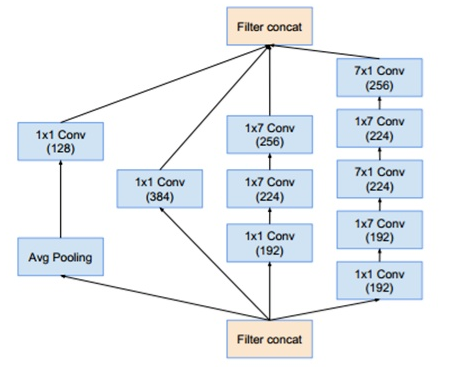 Filter concat
7x1 Conv
(256)
1x7 Conv
(224)
1x1 Conv
(128)
1x7 Conv
(256)
7x1 Conv
(224)
1x1 Conv
(384)
1x7 Conv
(224)
1x7 Conv
(192)
Avg Pooling
1x1 Conv
(192)
1x1 Conv
(192)
Filter concat